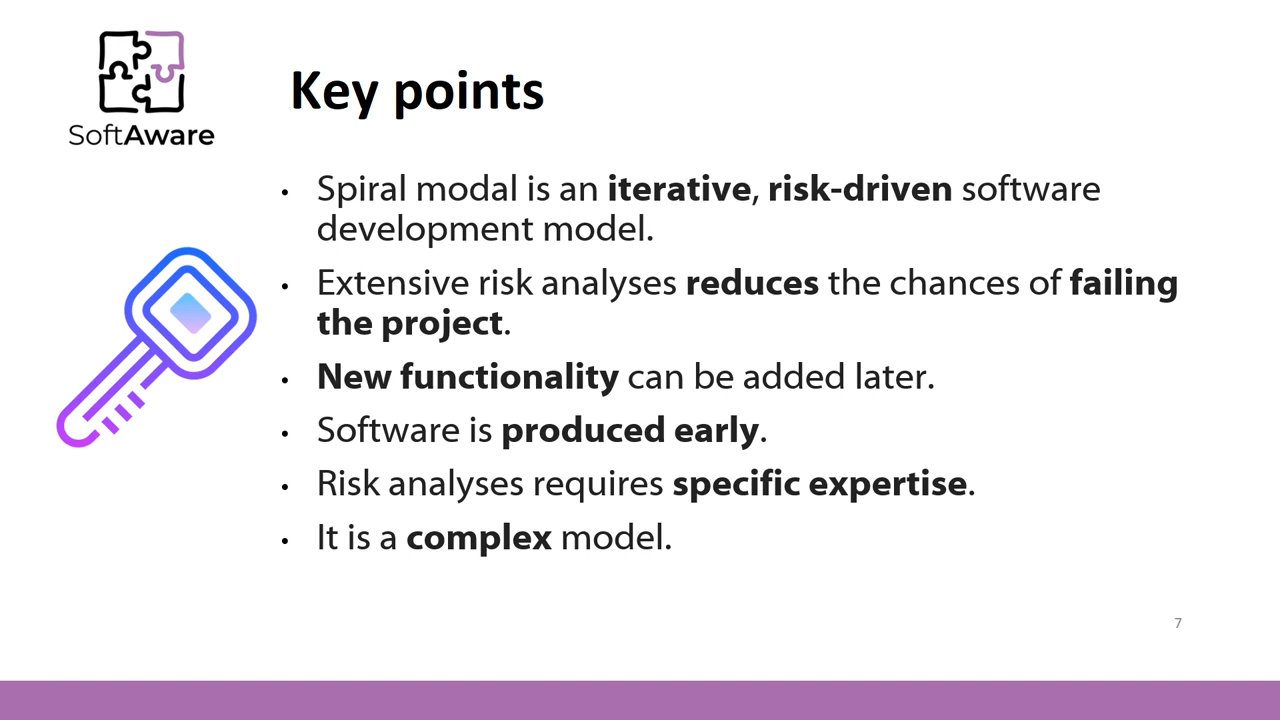 SoftAware
Key points
• Spiral modal is an iterative, risk-driven software
development model.
• Extensive risk analyses reduces the chances of failing
the project.
• New functionality can be added later.
• Software is produced early.
• Risk analyses requires specific expertise.
• It is a complex model.
7